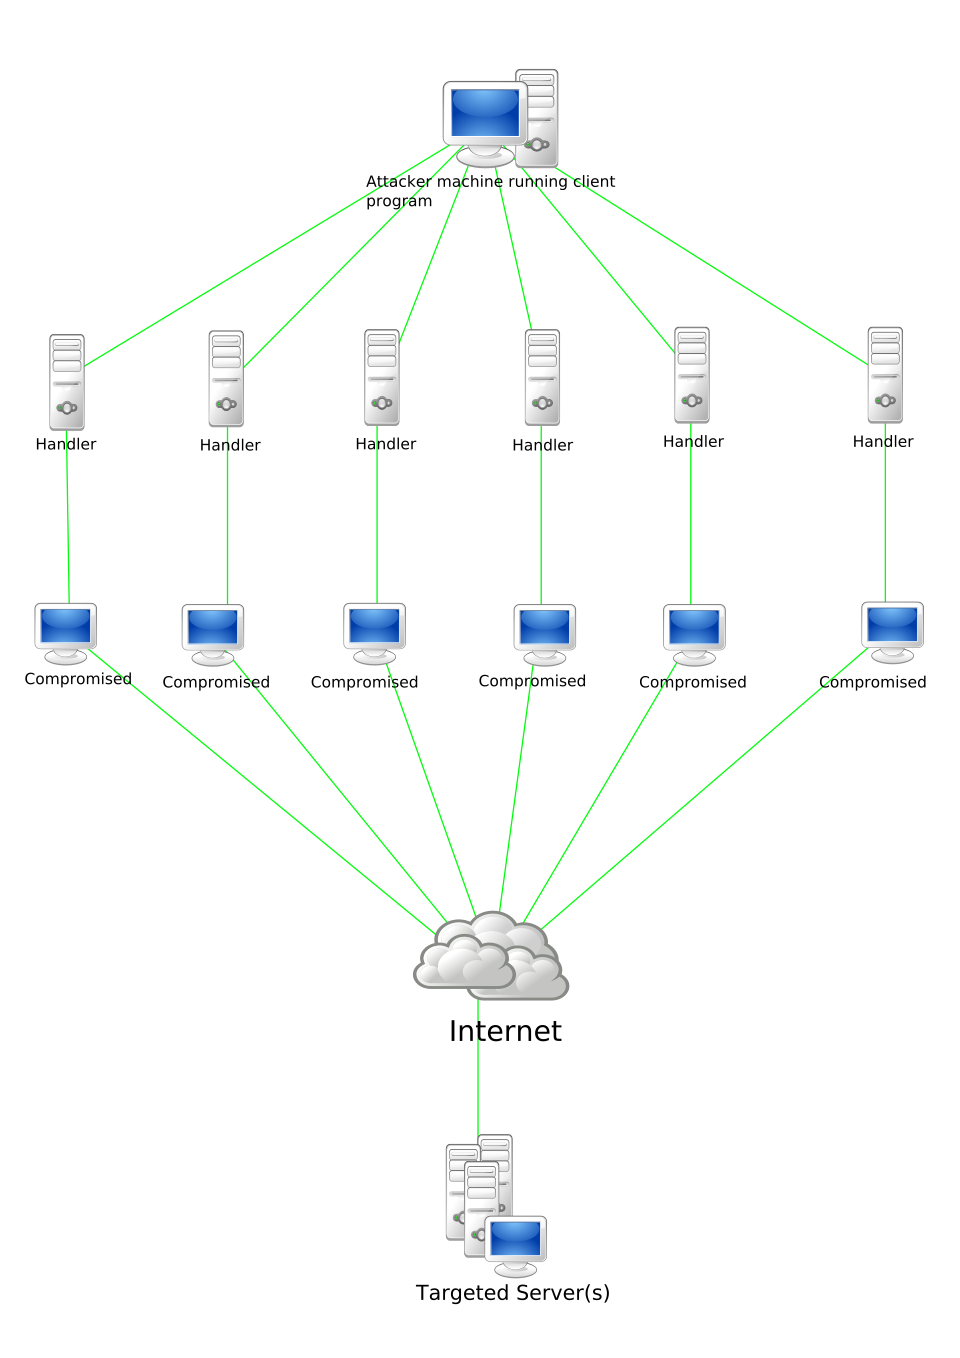 Attacker machine running client
program
Handler
Handler
Handler
Handler
Handler
Handler
Compromised
Compromised
Compromised
Compromised
Compromised
Compromised
Internet
Targeted Server(s)